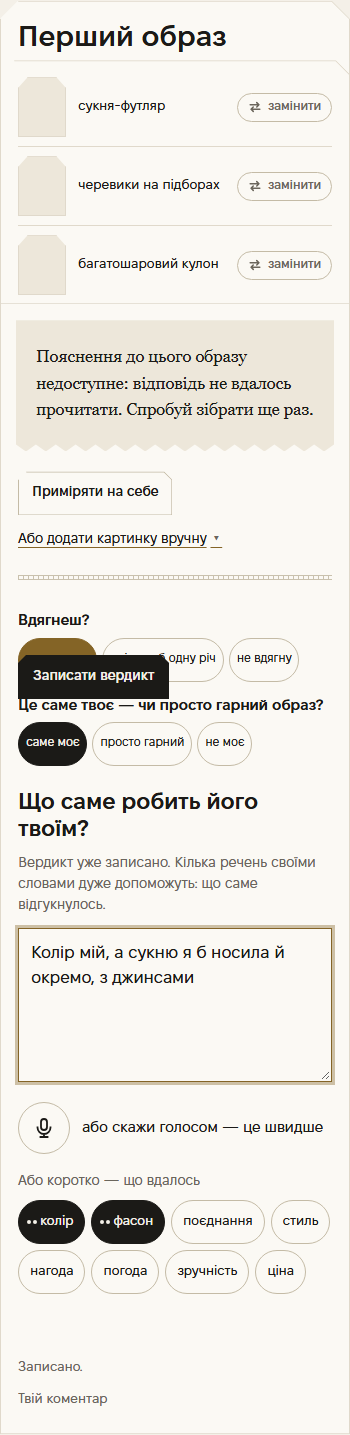 Перший образ
сукня-футляр
замінити
черевики на підборах
замінити
багатошаровий кулон
замінити
Пояснення до цього образу
недоступне: відповідь не вдалось
прочитати. Спробуй зібрати ще раз.
Приміряти на себе
Або додати картинку вручну
Вдягнеш?
одну річ
не вдягну
Записати вердикт
Це саме твоє — чи просто гарний образ?
саме моє
просто гарний
не моє
Що саме робить його
твоїм?
Вердикт уже записано. Кілька речень своїми
словами дуже допоможуть: що саме
відгукнулось.
Колір мій, а сукню я б носила й
окремо, з джинсами
або скажи голосом — це швидше
Або коротко — що вдалось
колір
фасон
поєднання
стиль
нагода
погода
зручність
ціна
Записано.
Твій коментар